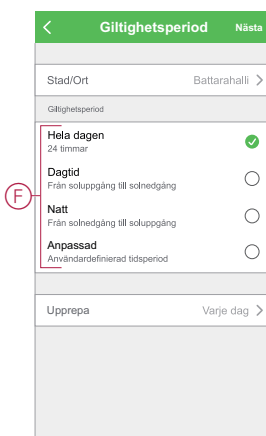 Giltighetsperiod Nästa
Stad/Ort Battarahalli
Giltighetsperiod
Hela dagen
24 timmar
Dagtid
Från soluppgång till solnedgång
F
Natt
Från solnedgång till soluppgång
Anpassad
Användardefinierad tidsperiod
Upprepa Varje dag